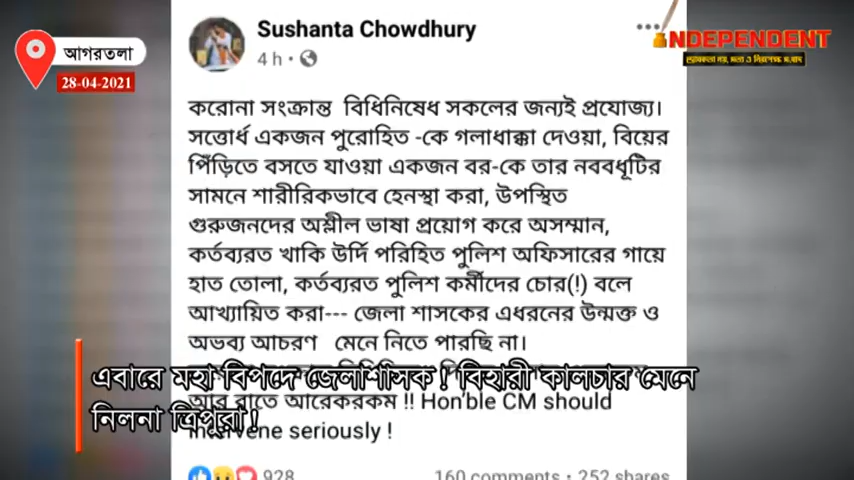 Sushanta Chowdhury
4 h
INDEPENDENT
আগরতলা
28-04-2021
করোনা সংক্রান্ত বিধিনিষেধ সকলের জন্যই প্রযোজ্য।
সত্তোর্ধ একজন পুরোহিত -কে গলাধাক্কা দেওয়া, বিয়ের
পিঁড়িতে বসতে যাওয়া একজন বর-কে তার নববধূটির
সামনে শারীরিকভাবে হেনস্থা করা, উপস্থিত
গুরুজনদের অশ্লীল ভাষা প্রয়োগ করে অসম্মান,
কর্তব্যরত খাকি উর্দি পরিহিত পুলিশ অফিসারের গায়ে
হাত তোলা, কর্তব্যরত পুলিশ কর্মীদের চোর(!) বলে
আখ্যায়িত করা--- জেলা শাসকের এধরনের উন্মক্ত ও
অভব্য আচরণ মেনে নিতে পারছি না।
এবারে মহা বিপদে জেলাশাসক ! বিহারী কালচার মেনে
নিলনা ত্রিপুরা !
আর রাতে আরেকরকম !! Hon'ble CM should
seriously !
928
160 comments • 252 shares